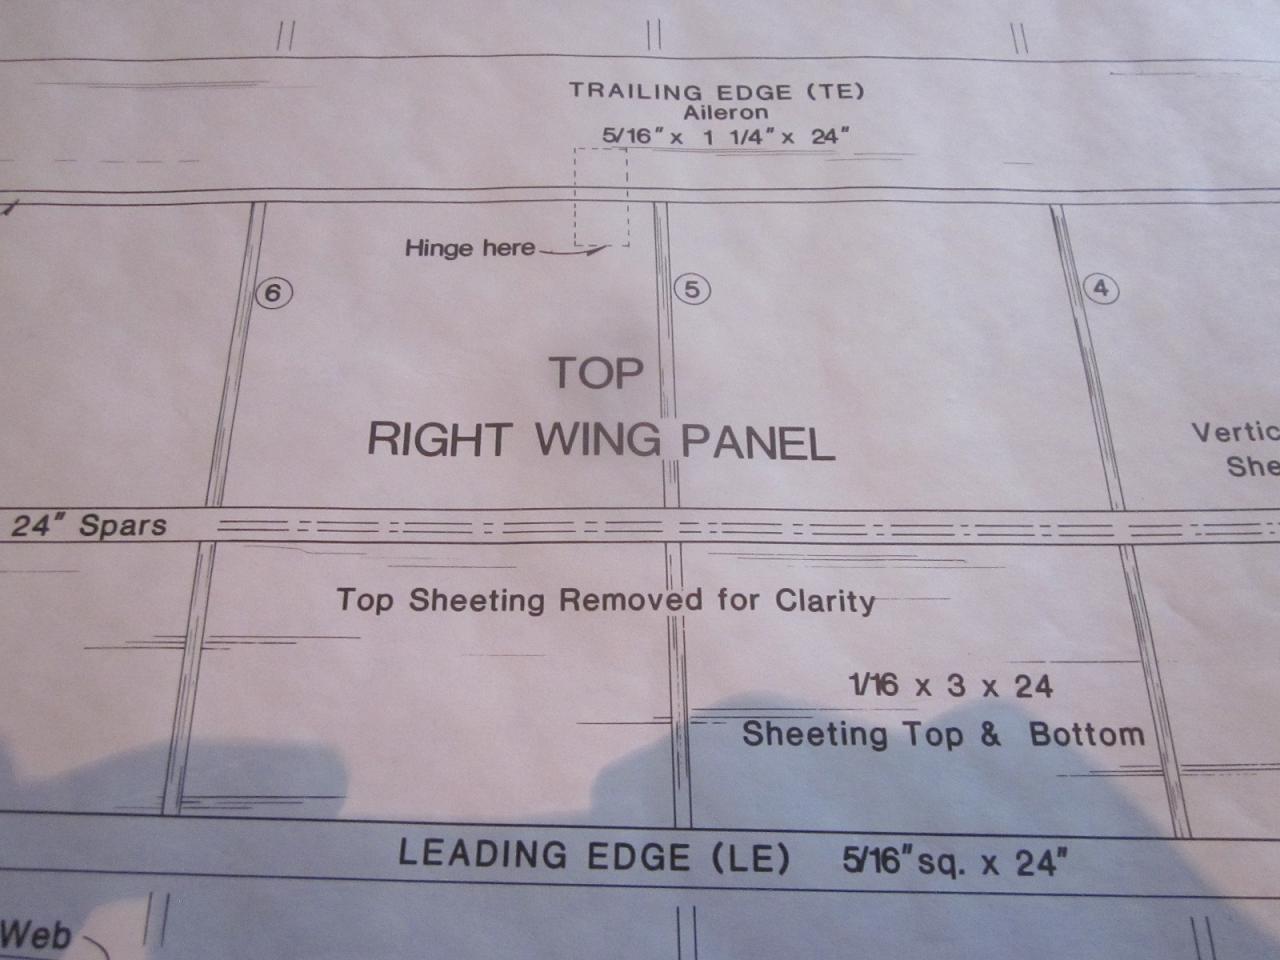 TRAILING EDGE (TE)
Aileron
5/16" x 1 1/4" x 24"
Hinge here
6
5
4
TOP
RIGHT WING PANEL
Vertic
She
24" Spars
Top Sheeting Removed for Clarity
1/16 x 3 x 24
Sheeting Top & Bottom
LEADING EDGE (LE) 5/16" sq. x 24"
Web